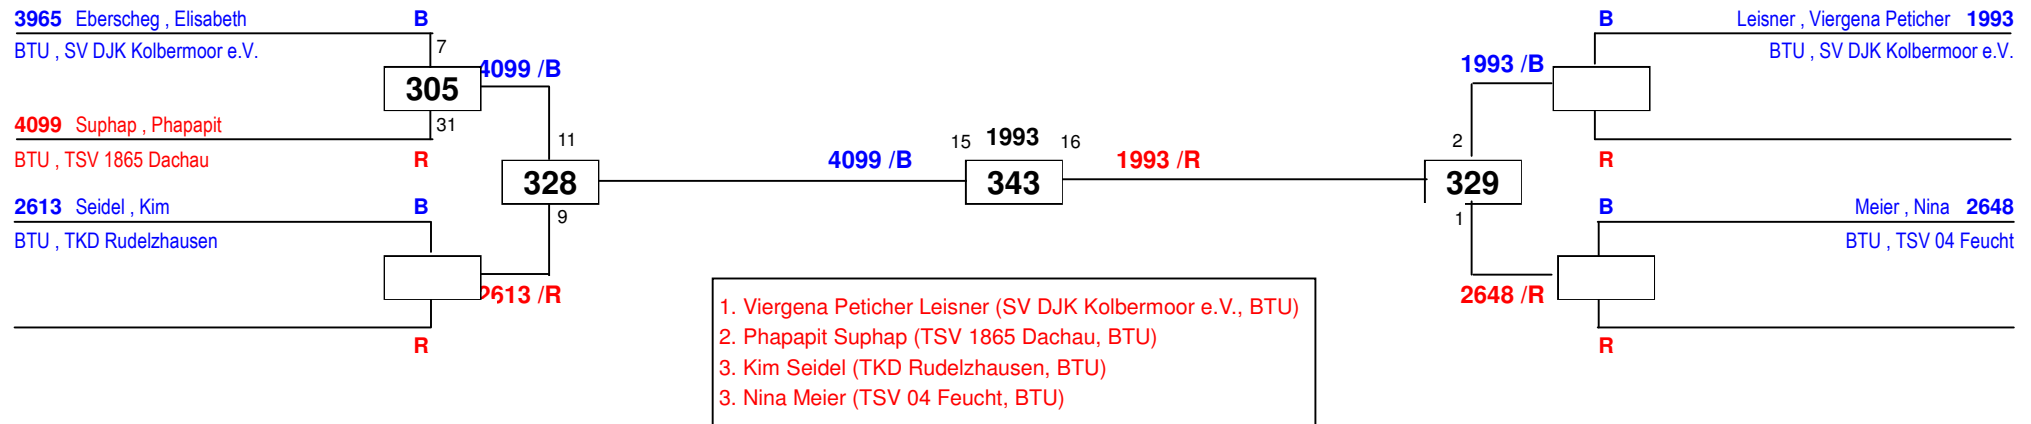 3965 Eberscheg , Elisabeth B
BTU , SV DJK Kolbermoor e.V.
7
4099 /B
305
4099 Suphap , Phapapit
31
BTU , TSV 1865 Dachau R
11
328
9
2613 Seidel , Kim B
BTU , TKD Rudelzhausen
2613 /R
R
4099 /B
15 1993 16
343
1993 /R
B Leisner , Viergena Peticher 1993
BTU , SV DJK Kolbermoor e.V.
1993 /B
R
2
329
1
B Meier , Nina 2648
BTU , TSV 04 Feucht
2648 /R
R
1. Viergena Peticher Leisner (SV DJK Kolbermoor e.V., BTU)
2. Phapapit Suphap (TSV 1865 Dachau, BTU)
3. Kim Seidel (TKD Rudelzhausen, BTU)
3. Nina Meier (TSV 04 Feucht, BTU)